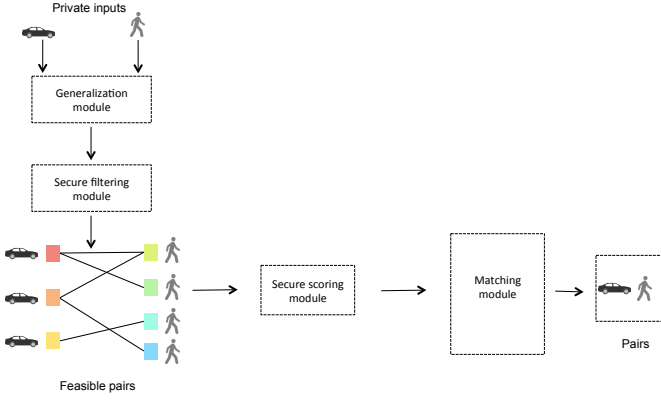 Private inputs
Generalization
module
Secure filtering
module
Secure scoring
module
Matching
module
Pairs
Feasible pairs